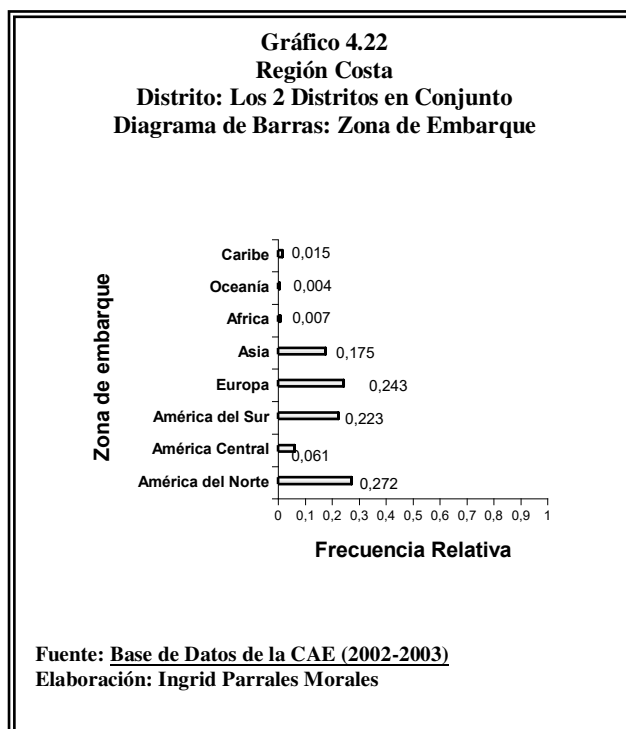 Gráfico 4.22
Región Costa
Distrito: Los 2 Distritos en Conjunto
Diagrama de Barras: Zona de Embarque
Zona de embarque
Caribe 0,015
Oceanía 0,004
Africa 0,007
Asia 0,175
Europa 0,243
América del Sur 0,223
América Central 0,061
América del Norte 0,272
0 0,1 0,2 0,3 0,4 0,5 0,6 0,7 0,8 0,9 1
Frecuencia Relativa
Fuente: Base de Datos de la CAE (2002-2003)
Elaboración: Ingrid Parrales Morales